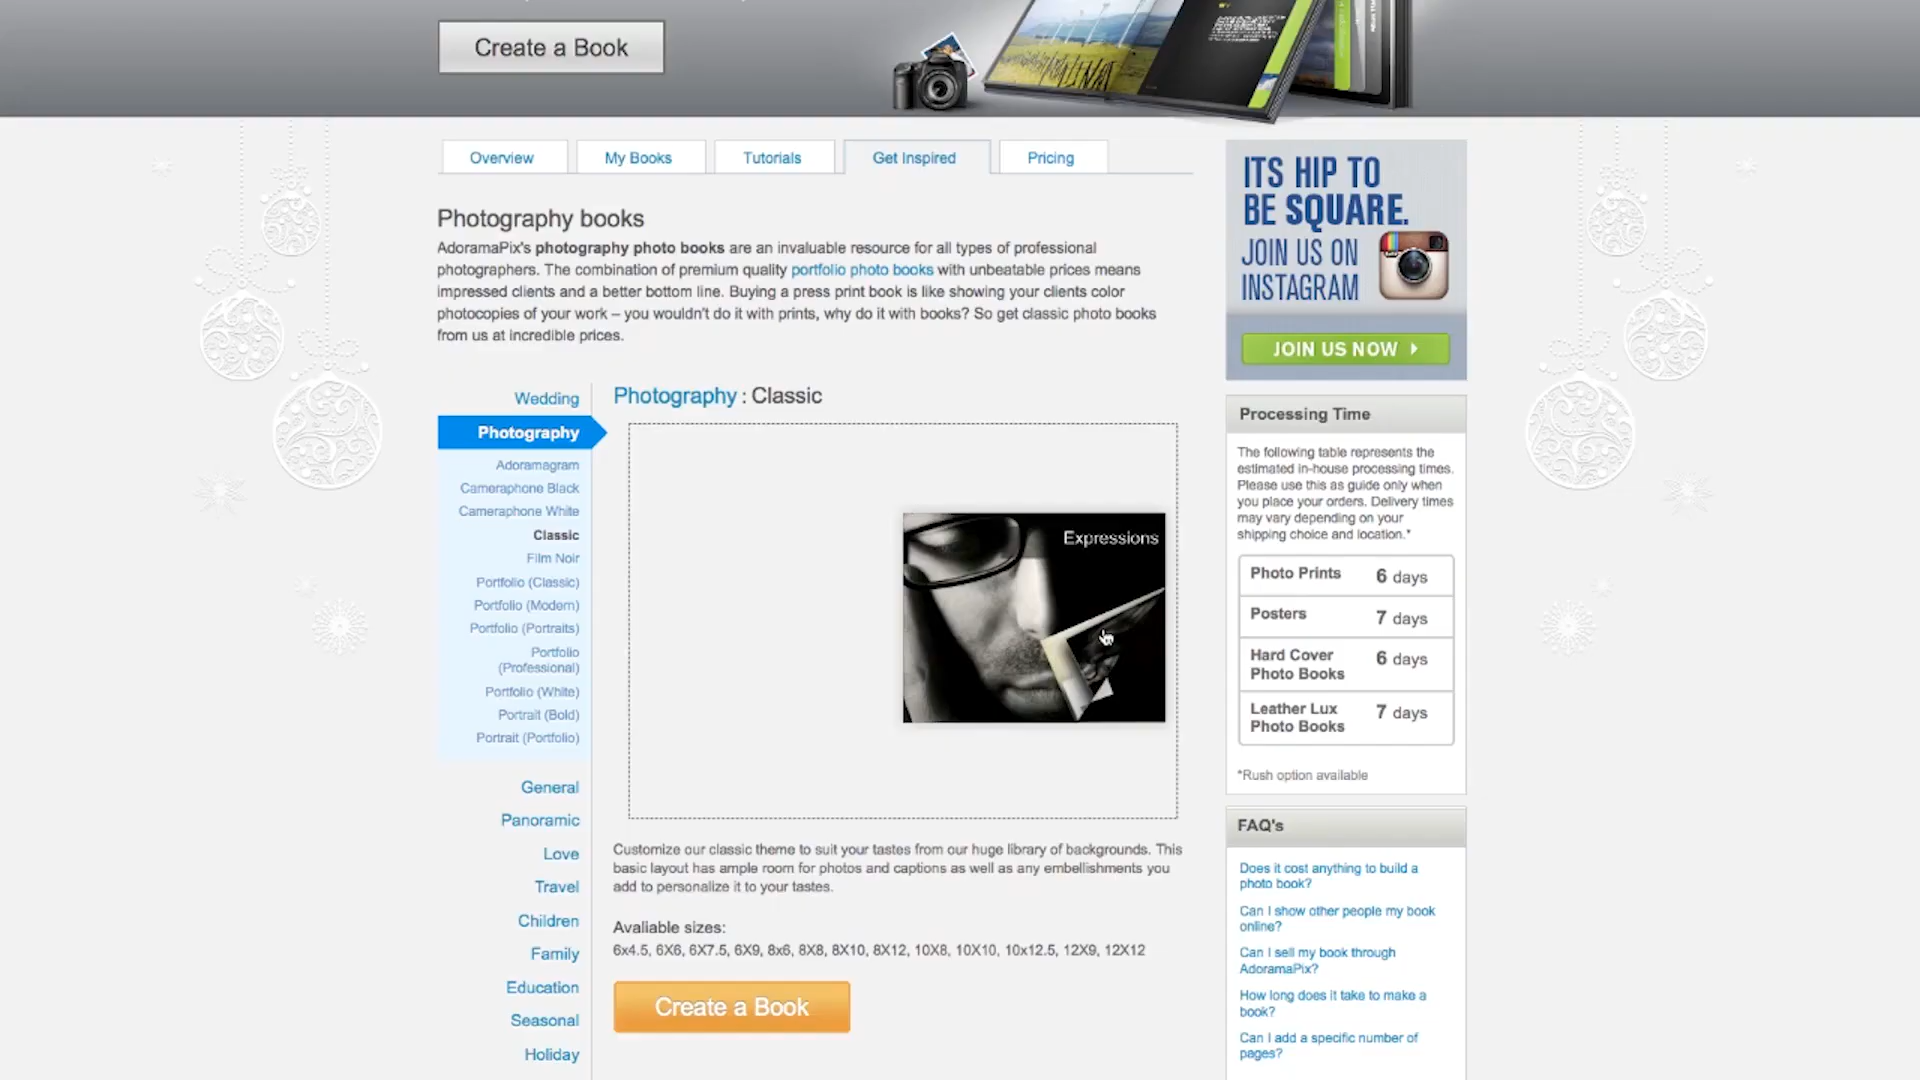 Create a Book
Overview
My Books
Tutorials
Get Inspired
Pricing
Photography books
AdoramaPix's photography photo books are an invaluable resource for all types of professional
photographers. The combination of premium quality portfolio photo books with unbeatable prices means
impressed clients and a better bottom line. Buying a press print book is like showing your clients color
photocopies of your work – you wouldn't do it with prints, why do it with books? So get classic photo books
from us at incredible prices.
Wedding
Photography
Adoramagram
Cameraphone Black
Cameraphone White
Classic
Film Noir
Portfolio (Classic)
Portfolio (Modern)
Portfolio (Portraits)
Portfolio
(Professional)
Portfolio (White)
Portrait (Bold)
Portrait (Portfolio)
General
Panoramic
Love
Travel
Children
Family
Education
Seasonal
Holiday
Photography : Classic
Expressions
Customize our classic theme to suit your tastes from our huge library of backgrounds. This
basic layout has ample room for photos and captions as well as any embellishments you
add to personalize it to your tastes.
Available sizes:
6x4.5, 6X6, 6X7.5, 6X9, 8x6, 8X8, 8X10, 8X12, 10X8, 10X10, 10x12.5, 12X9, 12X12
Create a Book
ITS HIP TO
BE SQUARE.
JOIN US ON
INSTAGRAM
JOIN US NOW
Processing Time
The following table represents the
estimated in-house processing times.
Please use this as guide only when
you place your orders. Delivery times
may vary depending on your
shipping choice and location.*
Photo Prints 6 days
Posters 7 days
Hard Cover
Photo Books 6 days
Leather Lux
Photo Books 7 days
*Rush option available
FAQ's
Does it cost anything to build a
photo book?
Can I show other people my book
online?
Can I sell my book through
AdoramaPix?
How long does it take to make a
book?
Can I add a specific number of
pages?